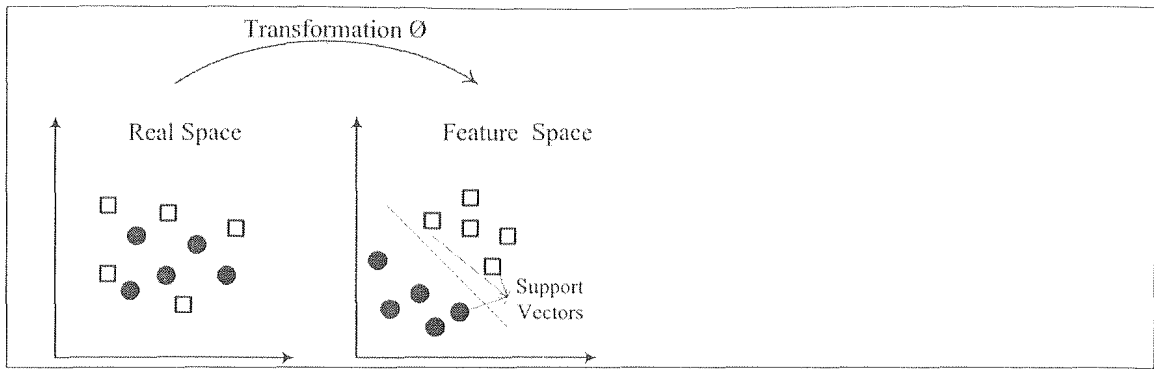 Transformation Ø
Real Space
Feature Space
Support
Vectors